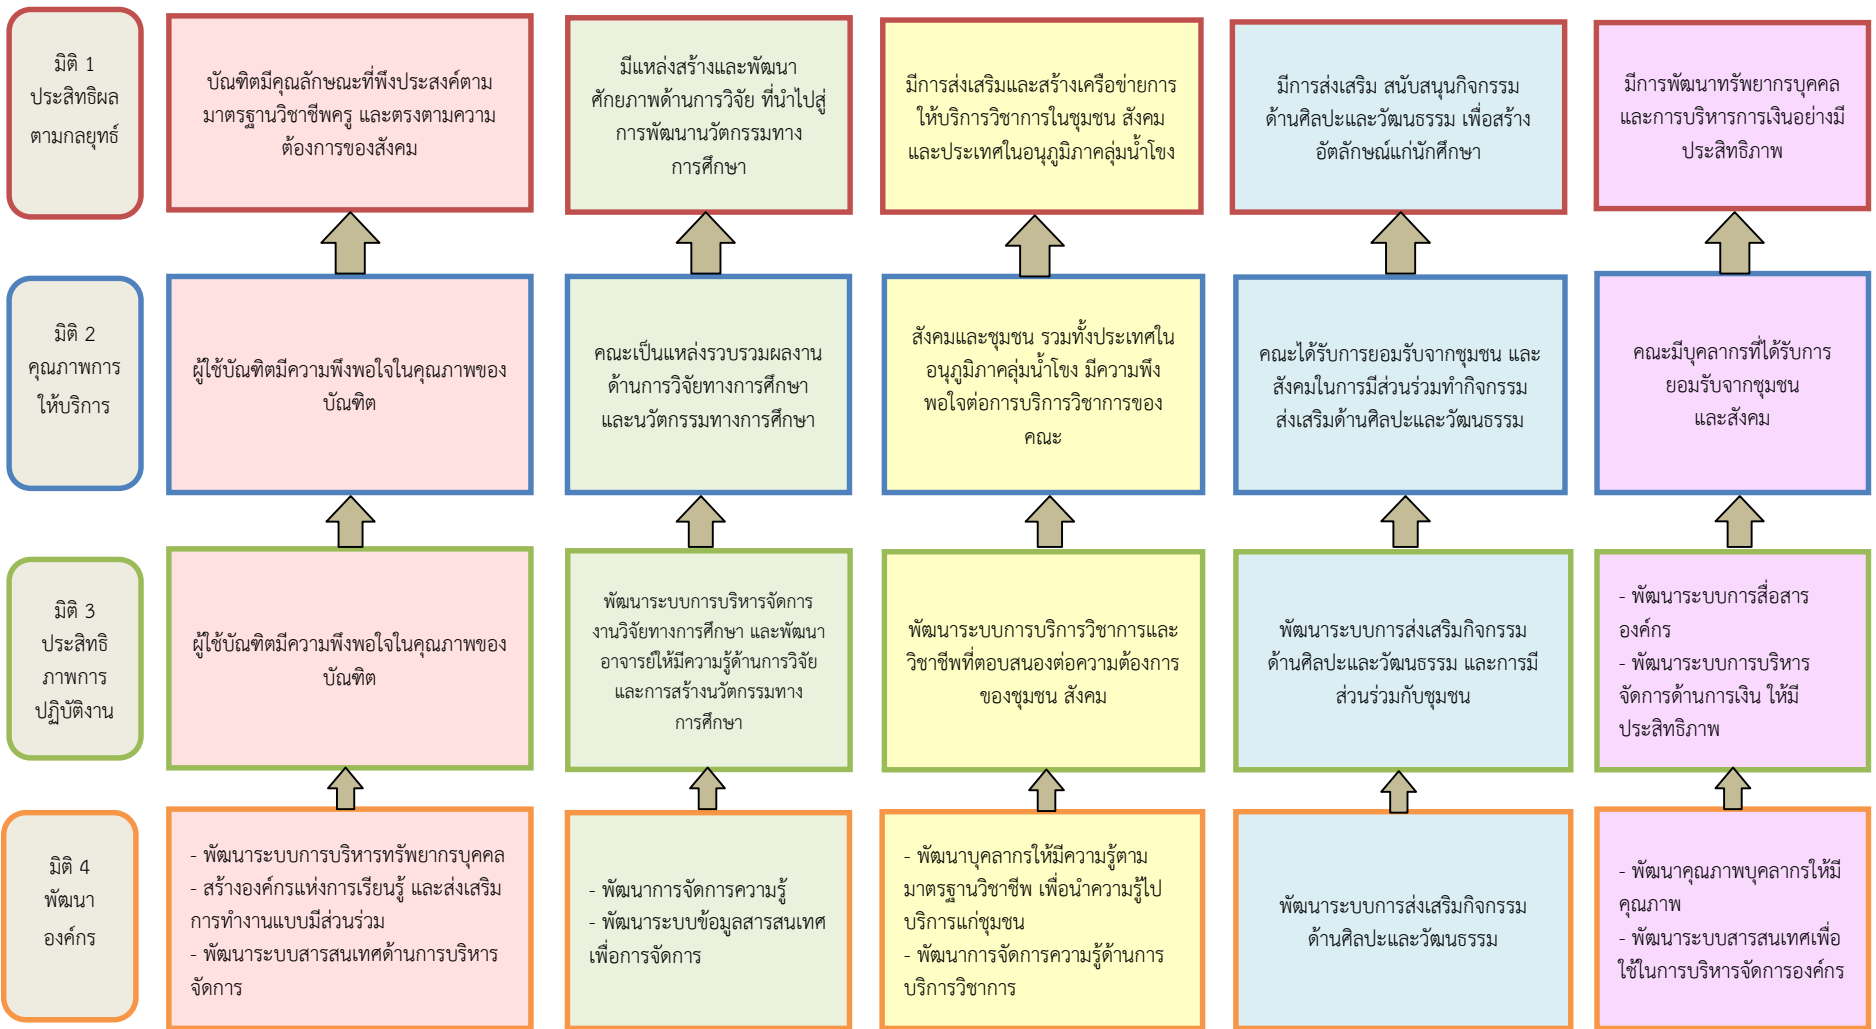 มิติ 1
ประสิทธิผล
ตามกลยุทธ์
บัณฑิตมีคุณลักษณะที่พึงประสงค์ตาม
มาตรฐานวิชาชีพครู และตรงตามความ
ต้องการของสังคม
มีแหล่งสร้างและพัฒนา
ศักยภาพด้านการวิจัย ที่นำไปสู่
การพัฒนานวัตกรรมทาง
การศึกษา
มีการส่งเสริมและสร้างเครือข่ายการ
ให้บริการวิชาการในชุมชน สังคม
และประเทศในอนุภูมิภาคลุ่มน้ำโขง
มีการส่งเสริม สนับสนุนกิจกรรม
ด้านศิลปะและวัฒนธรรม เพื่อสร้าง
อัตลักษณ์แก่นักศึกษา
มีการพัฒนาทรัพยากรบุคคล
และการบริหารการเงินอย่างมี
ประสิทธิภาพ
มิติ 2
คุณภาพการ
ให้บริการ
ผู้ใช้บัณฑิตมีความพึงพอใจในคุณภาพของ
บัณฑิต
คณะเป็นแหล่งรวบรวมผลงาน
ด้านการวิจัยทางการศึกษา
และนวัตกรรมทางการศึกษา
สังคมและชุมชน รวมทั้งประเทศใน
อนุภูมิภาคลุ่มน้ำโขง มีความพึง
พอใจต่อการบริการวิชาการของ
คณะ
คณะได้รับการยอมรับจากชุมชน และ
สังคมในการมีส่วนร่วมทำกิจกรรม
ส่งเสริมด้านศิลปะและวัฒนธรรม
คณะมีบุคลากรที่ได้รับการ
ยอมรับจากชุมชน
และสังคม
มิติ 3
ประสิทธิ
ภาพการ
ปฏิบัติงาน
ผู้ใช้บัณฑิตมีความพึงพอใจในคุณภาพของ
บัณฑิต
พัฒนาระบบการบริหารจัดการ
งานวิจัยทางการศึกษา และพัฒนา
อาจารย์ให้มีความรู้ด้านการวิจัย
และการสร้างนวัตกรรมทาง
การศึกษา
พัฒนาระบบการบริการวิชาการและ
วิชาชีพที่ตอบสนองต่อความต้องการ
ของชุมชน สังคม
พัฒนาระบบการส่งเสริมกิจกรรม
ด้านศิลปะและวัฒนธรรม และการมี
ส่วนร่วมกับชุมชน
- พัฒนาระบบการสื่อสาร
องค์กร
- พัฒนาระบบการบริหาร
จัดการด้านการเงิน ให้มี
ประสิทธิภาพ
มิติ 4
พัฒนา
องค์กร
- พัฒนาระบบการบริหารทรัพยากรบุคคล
- สร้างองค์กรแห่งการเรียนรู้ และส่งเสริม
การทำงานแบบมีส่วนร่วม
- พัฒนาระบบสารสนเทศด้านการบริหาร
จัดการ
- พัฒนาการจัดการความรู้
- พัฒนาระบบข้อมูลสารสนเทศ
เพื่อการจัดการ
- พัฒนาบุคลากรให้มีความรู้ตาม
มาตรฐานวิชาชีพ เพื่อนำความรู้ไป
บริการแก่ชุมชน
- พัฒนาการจัดการความรู้ด้านการ
บริการวิชาการ
พัฒนาระบบการส่งเสริมกิจกรรม
ด้านศิลปะและวัฒนธรรม
- พัฒนาคุณภาพบุคลากรให้มี
คุณภาพ
- พัฒนาระบบสารสนเทศเพื่อ
ใช้ในการบริหารจัดการองค์กร